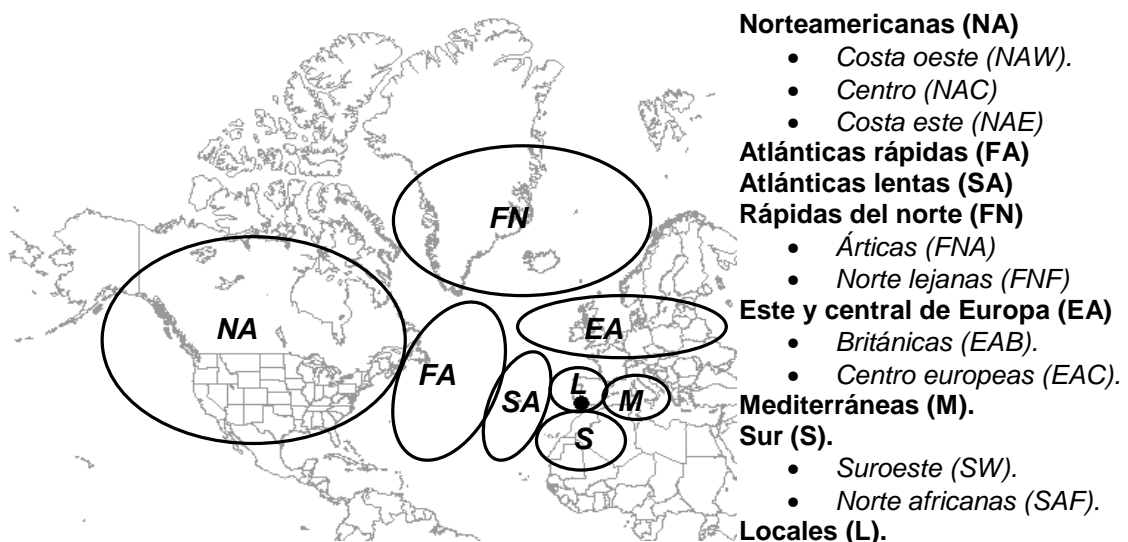 NA
FN
FA
SA
EA
L
M
S
Norteamericanas (NA)
• Costa oeste (NAW).
• Centro (NAC)
• Costa este (NAE)
Atlánticas rápidas (FA)
Atlánticas lentas (SA)
Rápidas del norte (FN)
• Árticas (FNA)
• Norte lejanas (FNF)
Este y central de Europa (EA)
• Británicas (EAB).
• Centro europeas (EAC).
Mediterráneas (M).
Sur (S).
• Suroeste (SW).
• Norte africanas (SAF).
Locales (L).